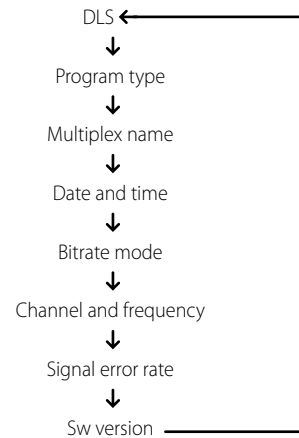 DLS
Program type
Multiplex name
Date and time
Bitrate mode
Channel and frequency
Signal error rate
Sw version